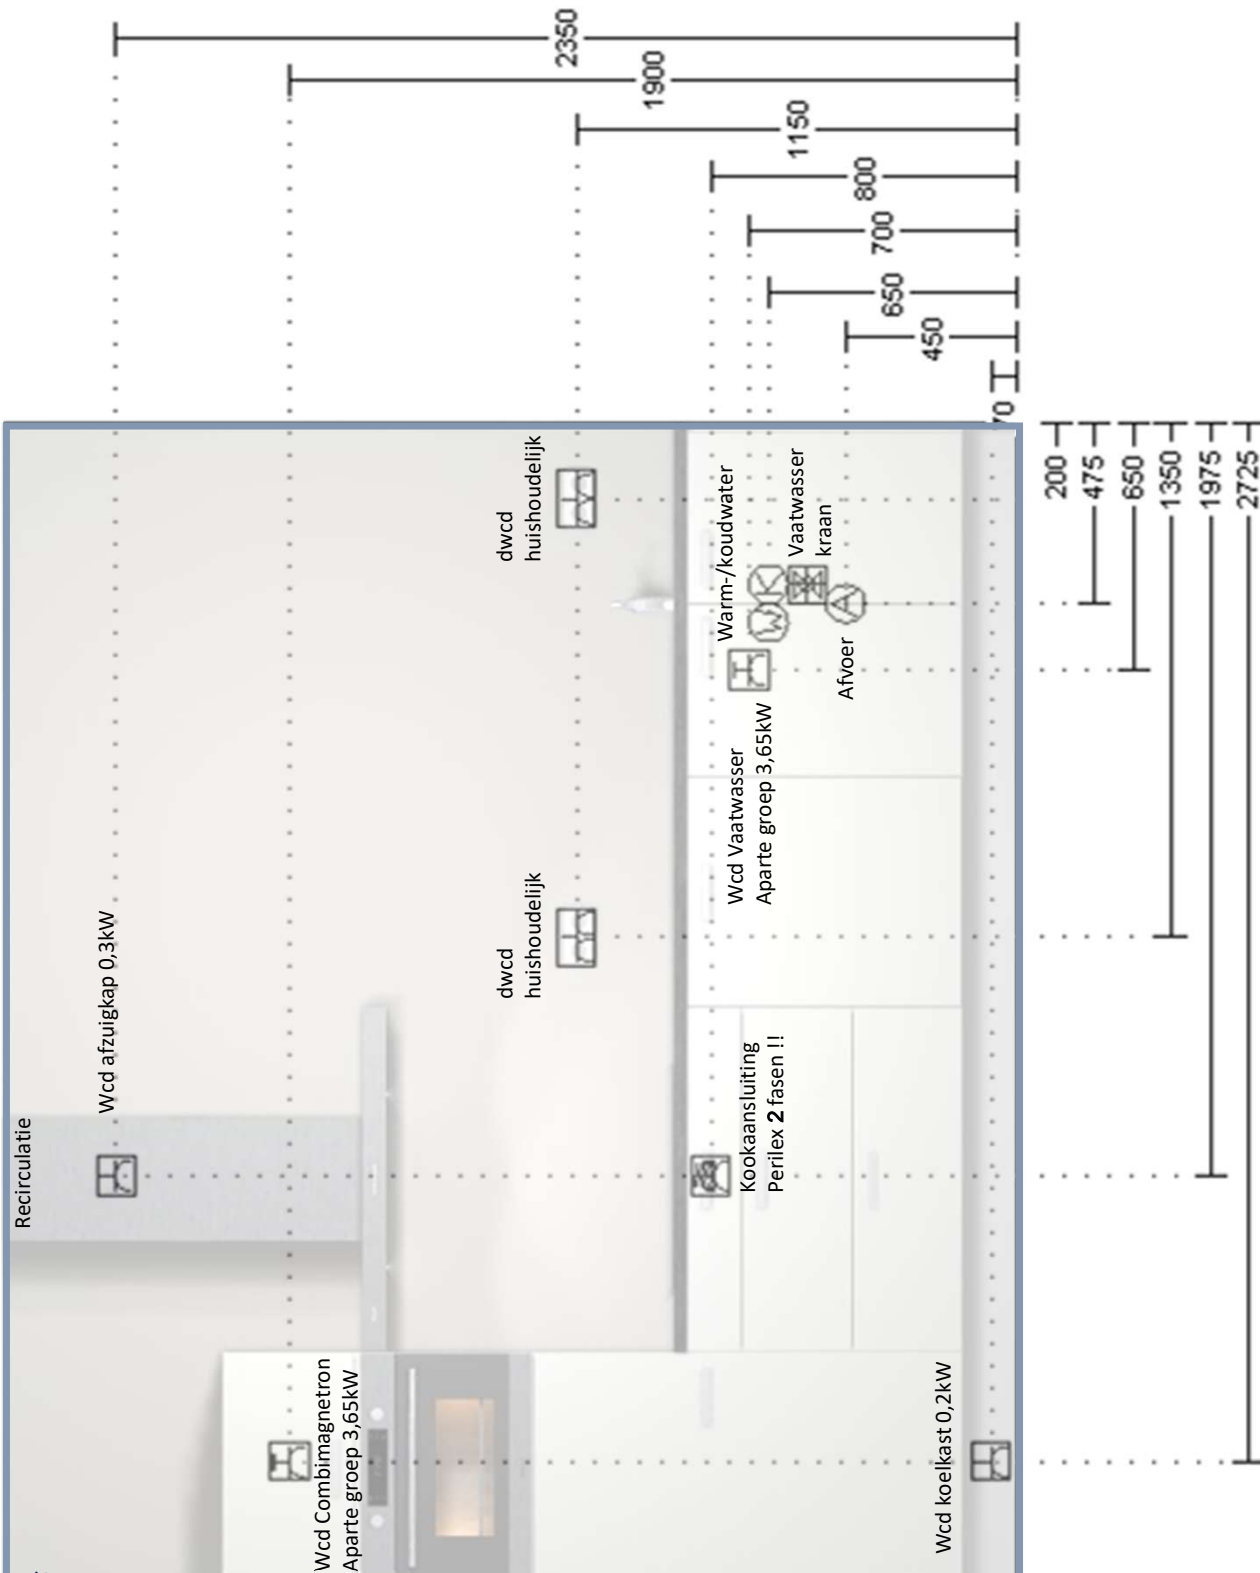 Recirculatie
Wcd afzuigkap 0,3kW
2350
Wcd Combimagnetron
Aparte groep 3,65kW
1900
dwcd
huishoudelijk
dwcd
huishoudelijk
1150
Kookaansluiting
Perilex 2 fasen !!
Wcd Vaatwasser
Aparte groep 3,65kW
Warm-/koudwater
W
K
Vaatwasser
kraan
Afvoer
A
800
700
650
450
Wcd koelkast 0,2kW
70
200
475
650
1350
1975
2725